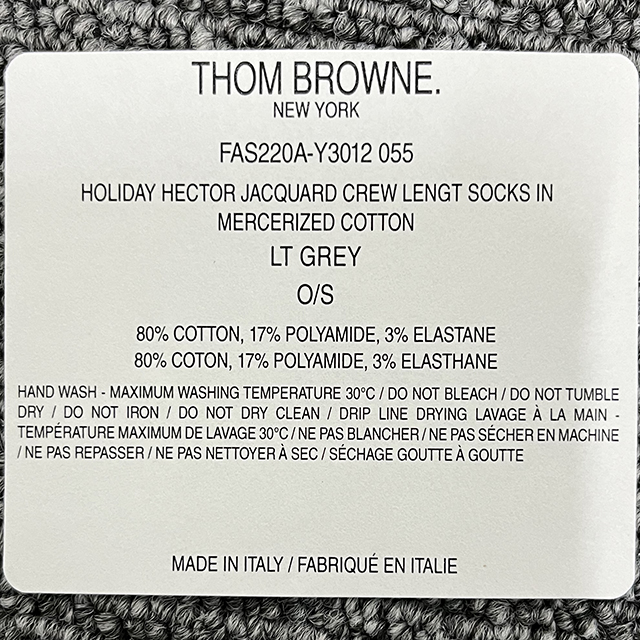 THOM BROWNE.
NEW YORK
FAS220A-Y3012 055
HOLIDAY HECTOR JACQUARD CREW LENGT SOCKS IN
MERCERIZED COTTON
LT GREY
O/S
80% COTTON, 17% POLYAMIDE, 3% ELASTANE
80% COTON, 17% POLYAMIDE, 3% ELASTHANE
HAND WASH - MAXIMUM WASHING TEMPERATURE 30°C / DO NOT BLEACH / DO NOT TUMBLE
DRY / DO NOT IRON / DO NOT DRY CLEAN / DRIP LINE DRYING LAVAGE À LA MAIN -
TEMPÉRATURE MAXIMUM DE LAVAGE 30°C / NE PAS BLANCHER / NE PAS SÉCHER EN MACHINE
/ NE PAS REPASSER / NE PAS NETTOYER À SEC / SÉCHAGE GOUTTE À GOUTTE
MADE IN ITALY / FABRIQUÉ EN ITALIE